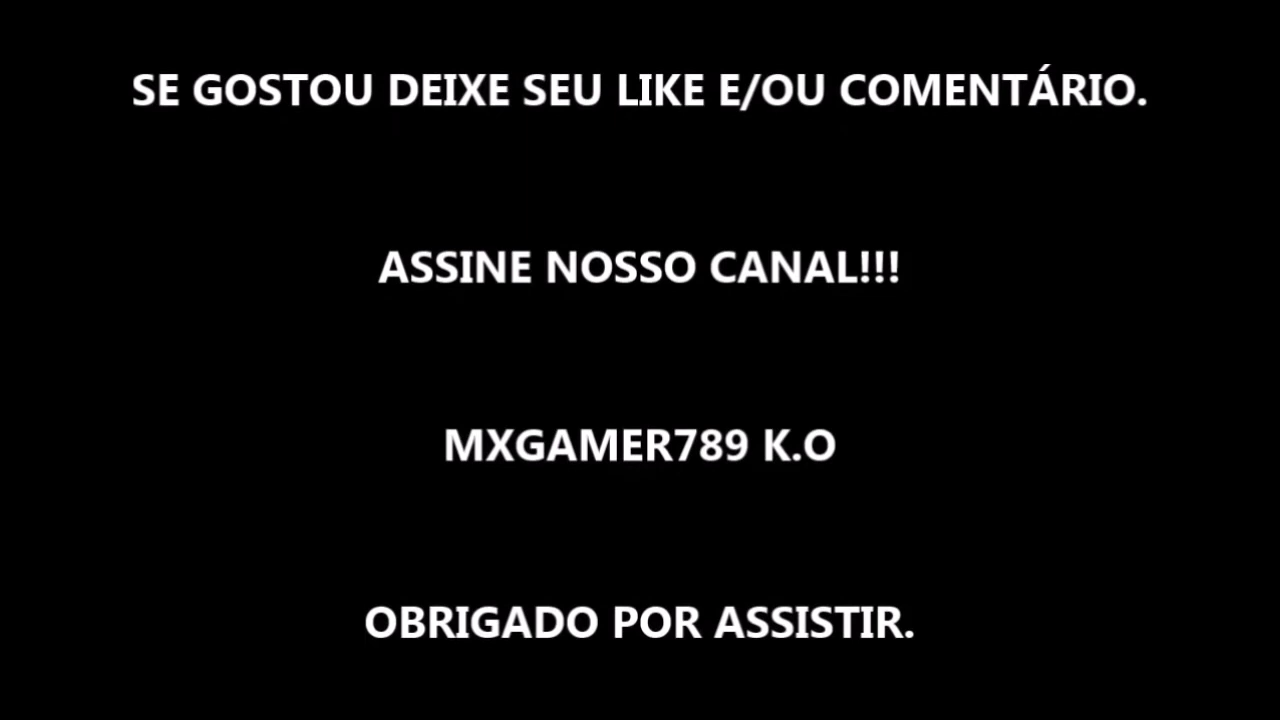 SE GOSTOU DEIXE SEU LIKE E/OU COMENTÁRIO.
ASSINE NOSSO CANAL!!!
MXGAMER789 K.O
OBRIGADO POR ASSISTIR.